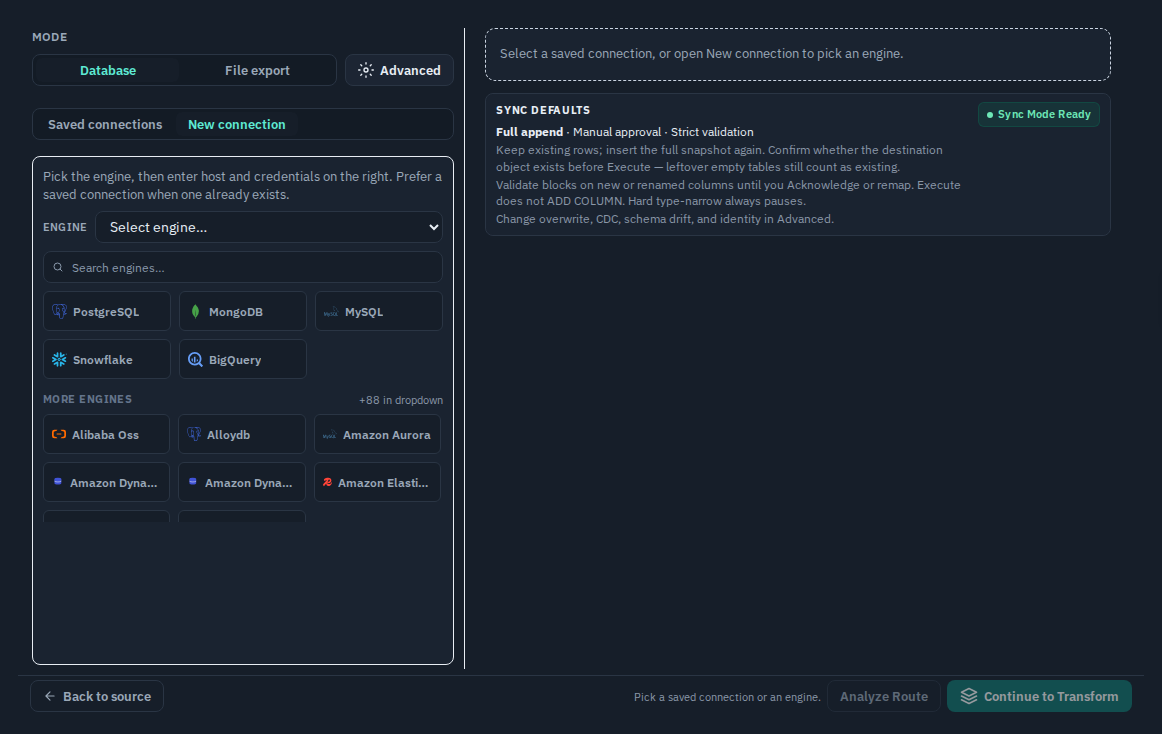 MODE
Database
File export
Advanced
Saved connections
New connection
Pick the engine, then enter host and credentials on the right. Prefer a
saved connection when one already exists.
ENGINE
Select engine...
Search engines...
PostgreSQL
MongoDB
MySQL
Snowflake
BigQuery
MORE ENGINES
+88 in dropdown
Alibaba Oss
Alloydb
Amazon Aurora
Amazon Dyna...
Amazon Dyna...
Amazon Elasti...
Select a saved connection, or open New connection to pick an engine.
SYNC DEFAULTS
Sync Mode Ready
Full append · Manual approval · Strict validation
Keep existing rows; insert the full snapshot again. Confirm whether the destination
object exists before Execute — leftover empty tables still count as existing.
Validate blocks on new or renamed columns until you Acknowledge or remap. Execute
does not ADD COLUMN. Hard type-narrow always pauses.
Change overwrite, CDC, schema drift, and identity in Advanced.
Back to source
Pick a saved connection or an engine.
Analyze Route
Continue to Transform